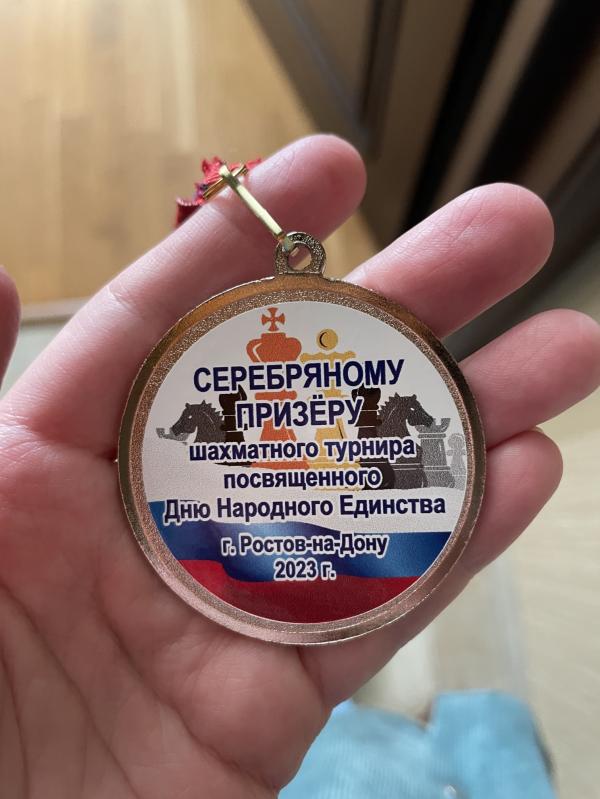 СЕРЕБРЯНОМУ
ПРИЗЁРУ
шахматного турнира
посвященного
Дню Народного Единства
г. Ростов-на-Дону
2023 г.